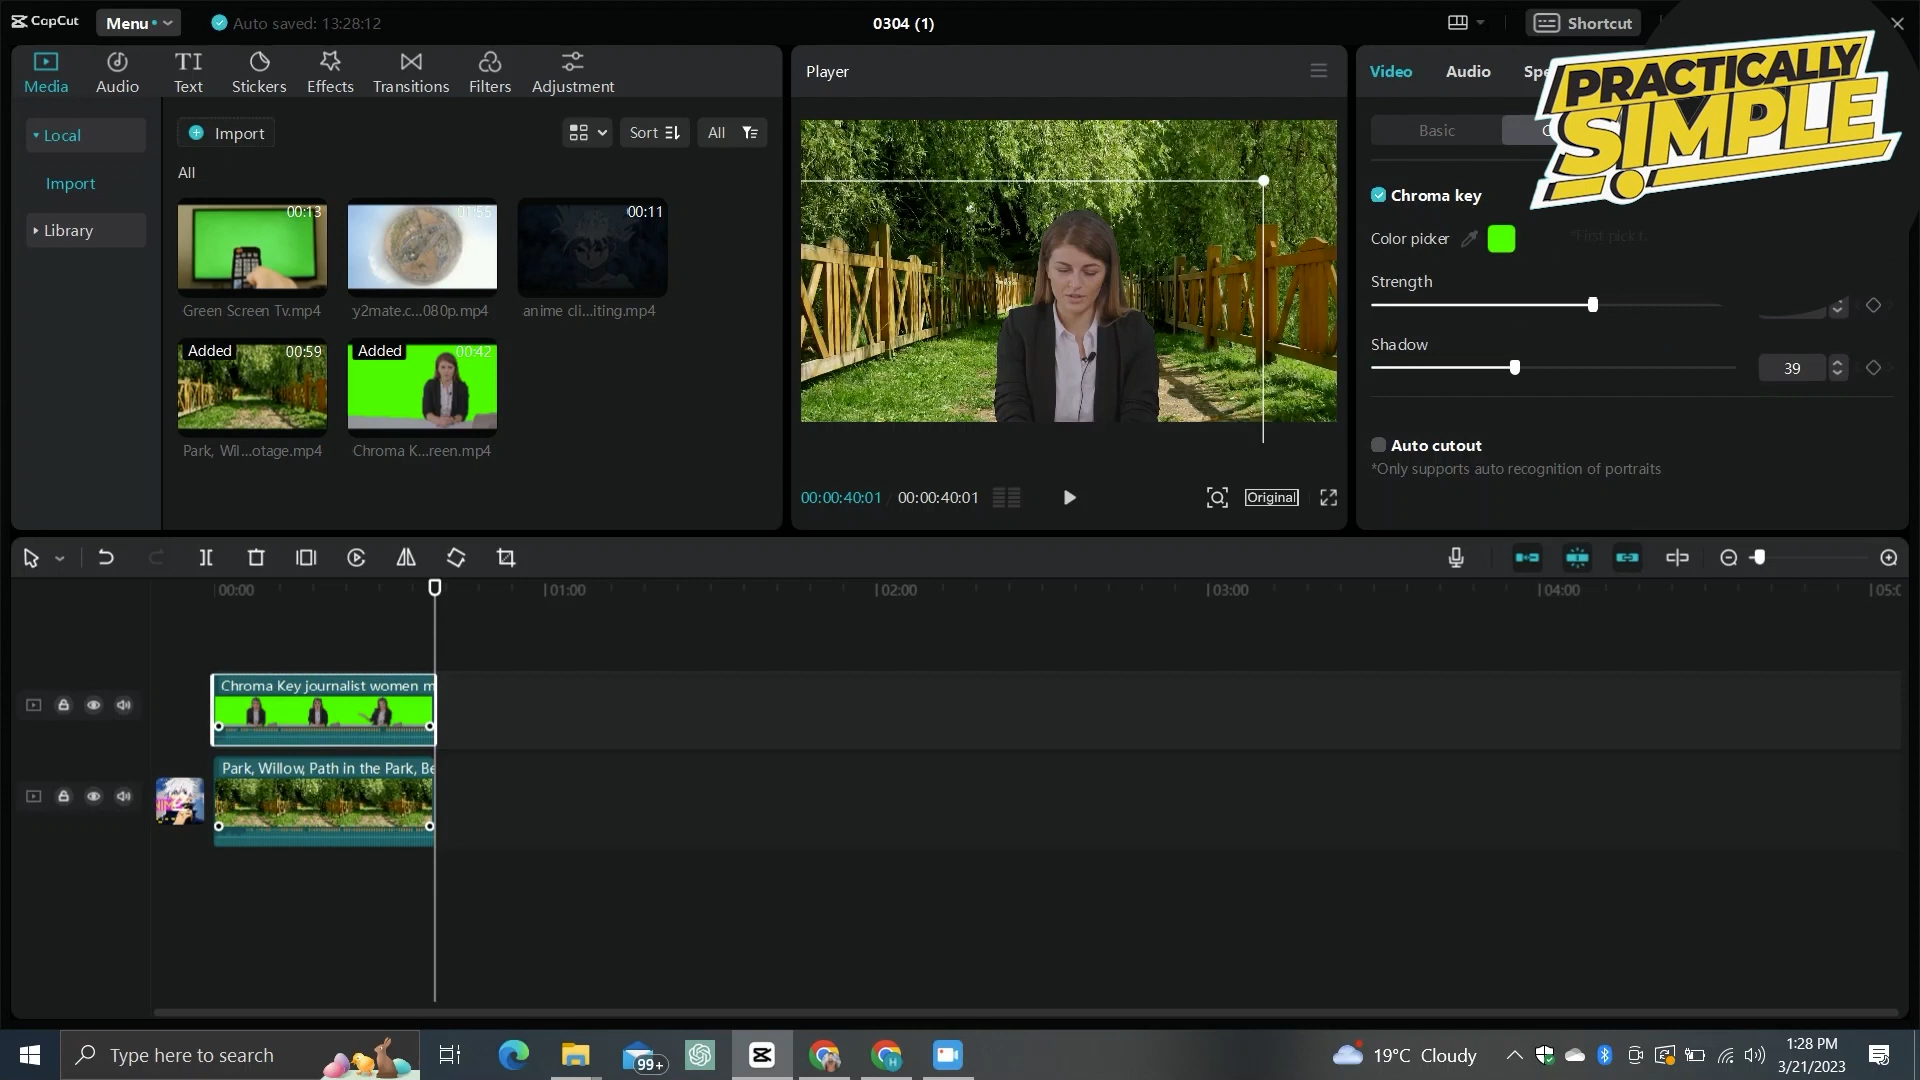 CapCut
Menu
Auto saved: 13:28:12
0304 (1)
Shortcut
PRACTICALLY
SIMPLE
Media
Audio
Text
Stickers
Effects
Transitions
Filters
Adjustment
Player
Video
Audio
Spe
Local
Import
Sort
All
Basic
Import
All
Library
Chroma key
Color picker
*First pick t
Strength
Shadow
39
00:13
00:11
Green Screen Tv.mp4
y2mate.c...080p.mp4
anime cli...iting.mp4
Added
00:59
Added
00:42
Park, Wil...otage.mp4
Chroma K...reen.mp4
Auto cutout
*Only supports auto recognition of portraits
00:00:40:01
00:00:40:01
Original
00:00
01:00
02:00
03:00
04:00
Chroma Key journalist women m
Park, Willow, Path in the Park, Be
Type here to search
99+
19°C Cloudy
1:28 PM
3/21/2023